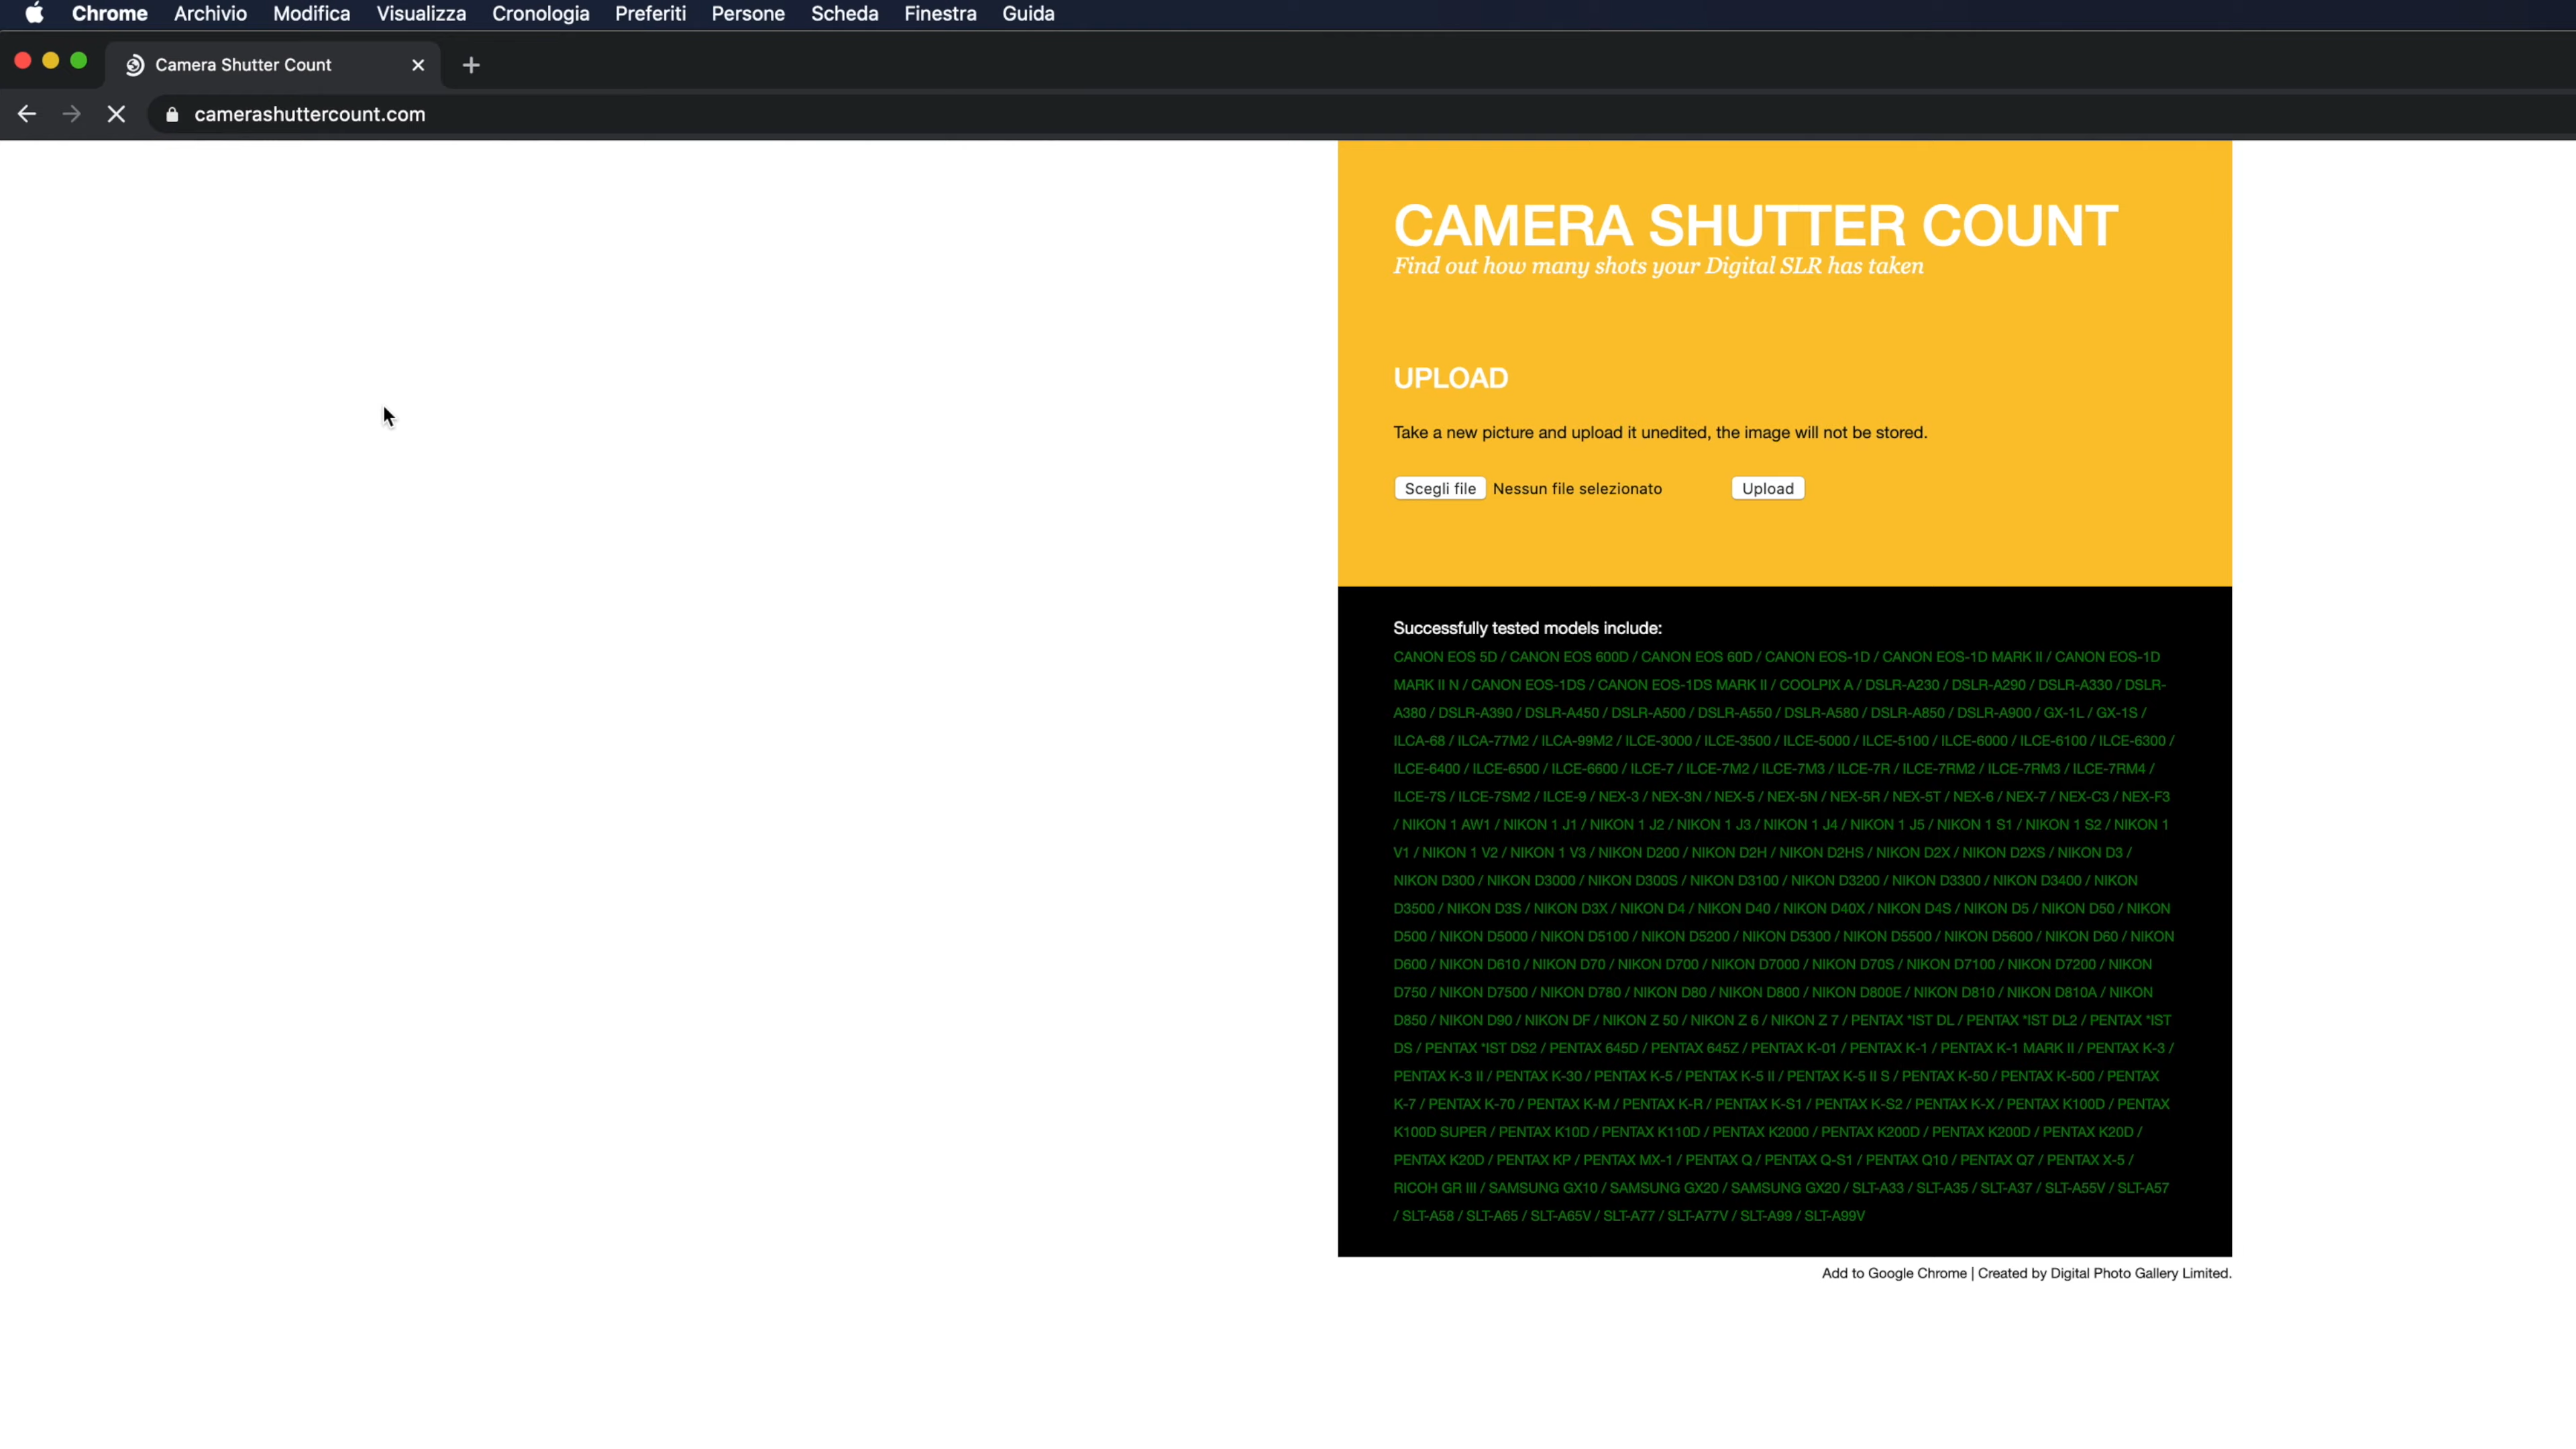 Chrome Archivio Modifica Visualizza Cronologia Preferiti Persone Scheda Finestra Guida
Camera Shutter Count
camerashuttercount.com
CAMERA SHUTTER COUNT
Find out how many shots your Digital SLR has taken
UPLOAD
Take a new picture and upload it unedited, the image will not be stored.
Scegli file Nessun file selezionato Upload
Successfully tested models include:
CANON EOS 5D / CANON EOS 600D / CANON EOS 60D / CANON EOS-1D / CANON EOS-1D MARK II / CANON EOS-1D
MARK II N / CANON EOS-1DS / CANON EOS-1DS MARK II / COOLPIX A / DSLR-A230 / DSLR-A290 / DSLR-A330 / DSLR-
A380 / DSLR-A390 / DSLR-A450 / DSLR-A500 / DSLR-A550 / DSLR-A580 / DSLR-A850 / DSLR-A900 / GX-1L / GX-1S /
ILCA-68 / ILCA-77M2 / ILCA-99M2 / ILCE-3000 / ILCE-3500 / ILCE-5000 / ILCE-5100 / ILCE-6000 / ILCE-6100 / ILCE-6300 /
ILCE-6400 / ILCE-6500 / ILCE-6600 / ILCE-7 / ILCE-7M2 / ILCE-7M3 / ILCE-7R / ILCE-7RM2 / ILCE-7RM3 / ILCE-7RM4 /
ILCE-7S / ILCE-7SM2 / ILCE-9 / NEX-3 / NEX-3N / NEX-5 / NEX-5N / NEX-5R / NEX-5T / NEX-6 / NEX-7 / NEX-C3 / NEX-F3
/ NIKON 1 AW1 / NIKON 1 J1 / NIKON 1 J2 / NIKON 1 J3 / NIKON 1 J4 / NIKON 1 J5 / NIKON 1 S1 / NIKON 1 S2 / NIKON 1
V1 / NIKON 1 V2 / NIKON 1 V3 / NIKON D200 / NIKON D2H / NIKON D2HS / NIKON D2X / NIKON D2XS / NIKON D3 /
NIKON D300 / NIKON D3000 / NIKON D300S / NIKON D3100 / NIKON D3200 / NIKON D3300 / NIKON D3400 / NIKON
D3500 / NIKON D3S / NIKON D3X / NIKON D4 / NIKON D40 / NIKON D40X / NIKON D4S / NIKON D5 / NIKON D50 / NIKON
D500 / NIKON D5000 / NIKON D5100 / NIKON D5200 / NIKON D5300 / NIKON D5500 / NIKON D5600 / NIKON D60 / NIKON
D600 / NIKON D610 / NIKON D70 / NIKON D700 / NIKON D7000 / NIKON D70S / NIKON D7100 / NIKON D7200 / NIKON
D750 / NIKON D7500 / NIKON D780 / NIKON D80 / NIKON D800 / NIKON D800E / NIKON D810 / NIKON D810A / NIKON
D850 / NIKON D90 / NIKON DF / NIKON Z 50 / NIKON Z 6 / NIKON Z 7 / PENTAX *IST DL / PENTAX *IST DL2 / PENTAX *IST
DS / PENTAX *IST DS2 / PENTAX 645D / PENTAX 645Z / PENTAX K-01 / PENTAX K-1 / PENTAX K-1 MARK II / PENTAX K-3 /
PENTAX K-3 II / PENTAX K-30 / PENTAX K-5 / PENTAX K-5 II / PENTAX K-5 II S / PENTAX K-50 / PENTAX K-500 / PENTAX
K-7 / PENTAX K-70 / PENTAX K-M / PENTAX K-R / PENTAX K-S1 / PENTAX K-S2 / PENTAX K-X / PENTAX K100D / PENTAX
K100D SUPER / PENTAX K10D / PENTAX K110D / PENTAX K2000 / PENTAX K200D / PENTAX K200D / PENTAX K20D /
PENTAX K20D / PENTAX KP / PENTAX MX-1 / PENTAX Q / PENTAX Q-S1 / PENTAX Q10 / PENTAX Q7 / PENTAX X-5 /
RICOH GR III / SAMSUNG GX10 / SAMSUNG GX20 / SAMSUNG GX20 / SLT-A33 / SLT-A35 / SLT-A37 / SLT-A55V / SLT-A57
/ SLT-A58 / SLT-A65 / SLT-A65V / SLT-A77 / SLT-A77V / SLT-A99 / SLT-A99V
Add to Google Chrome | Created by Digital Photo Gallery Limited.